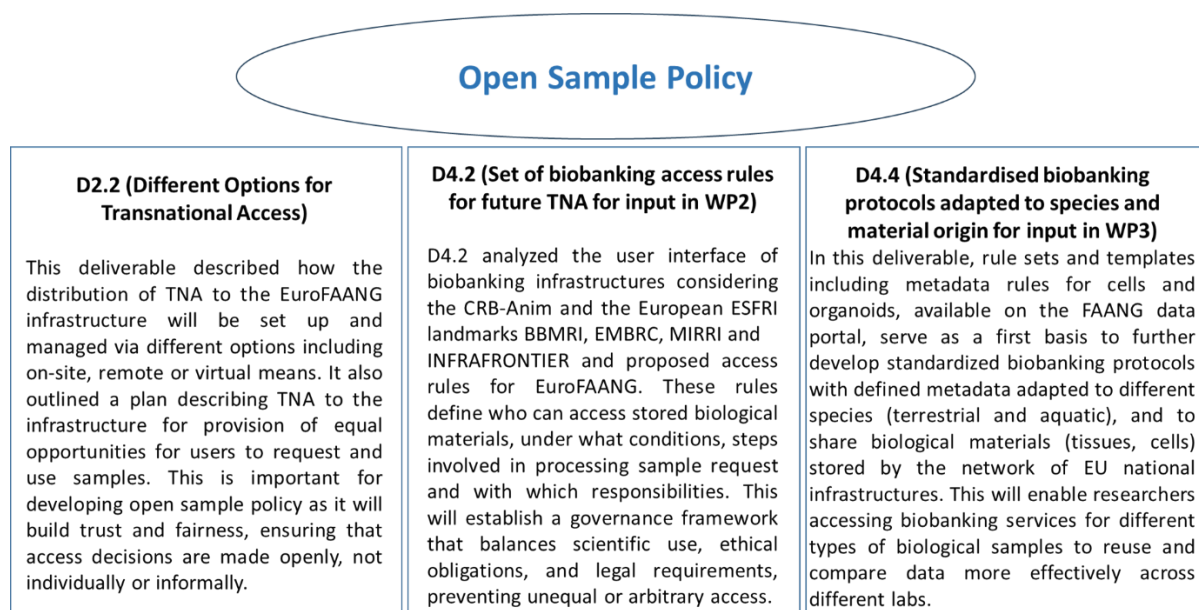 Open Sample Policy
D2.2 (Different Options for
Transnational Access)
This deliverable described how the
distribution of TNA to the EuroFAANG
infrastructure will be set up and
managed via different options including
on-site, remote or virtual means. It also
outlined a plan describing TNA to the
infrastructure for provision of equal
opportunities for users to request and
use samples. This is important for
developing open sample policy as it will
build trust and fairness, ensuring that
access decisions are made openly, not
individually or informally.
D4.2 (Set of biobanking access rules
for future TNA for input in WP2)
D4.2 analyzed the user interface of
biobanking infrastructures considering
the CRB-Anim and the European ESFRI
landmarks BBMRI, EMBRC, MIRRI and
INFRAFRONTIER and proposed access
rules for EuroFAANG. These rules
define who can access stored biological
materials, under what conditions, steps
involved in processing sample request
and with which responsibilities. This
will establish a governance framework
that balances scientific use, ethical
obligations, and legal requirements,
preventing unequal or arbitrary access.
D4.4 (Standardised biobanking
protocols adapted to species and
material origin for input in WP3)
In this deliverable, rule sets and templates
including metadata rules for cells and
organoids, available on the FAANG data
portal, serve as a first basis to further
develop standardized biobanking protocols
with defined metadata adapted to different
species (terrestrial and aquatic), and to
share biological materials (tissues, cells)
stored by the network of EU national
infrastructures. This will enable researchers
accessing biobanking services for different
types of biological samples to reuse and
compare data more effectively across
different labs.